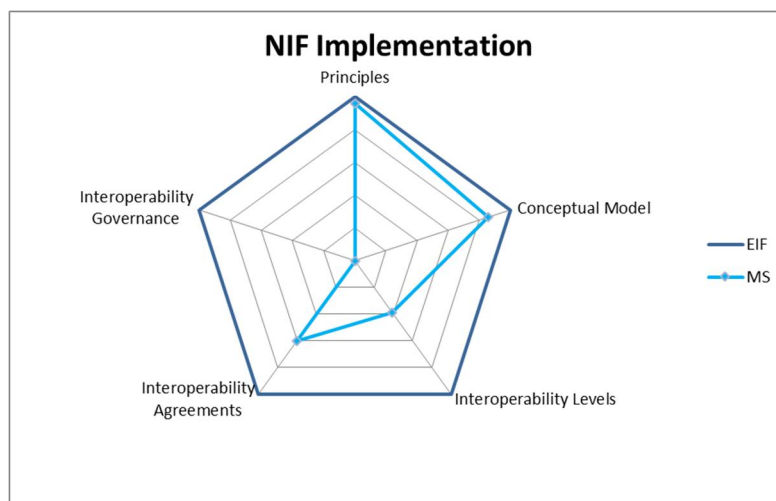 NIF Implementation
Principles
Interoperability
Governance
Conceptual Model
EIF
MS
Interoperability
Agreements
Interoperability Levels